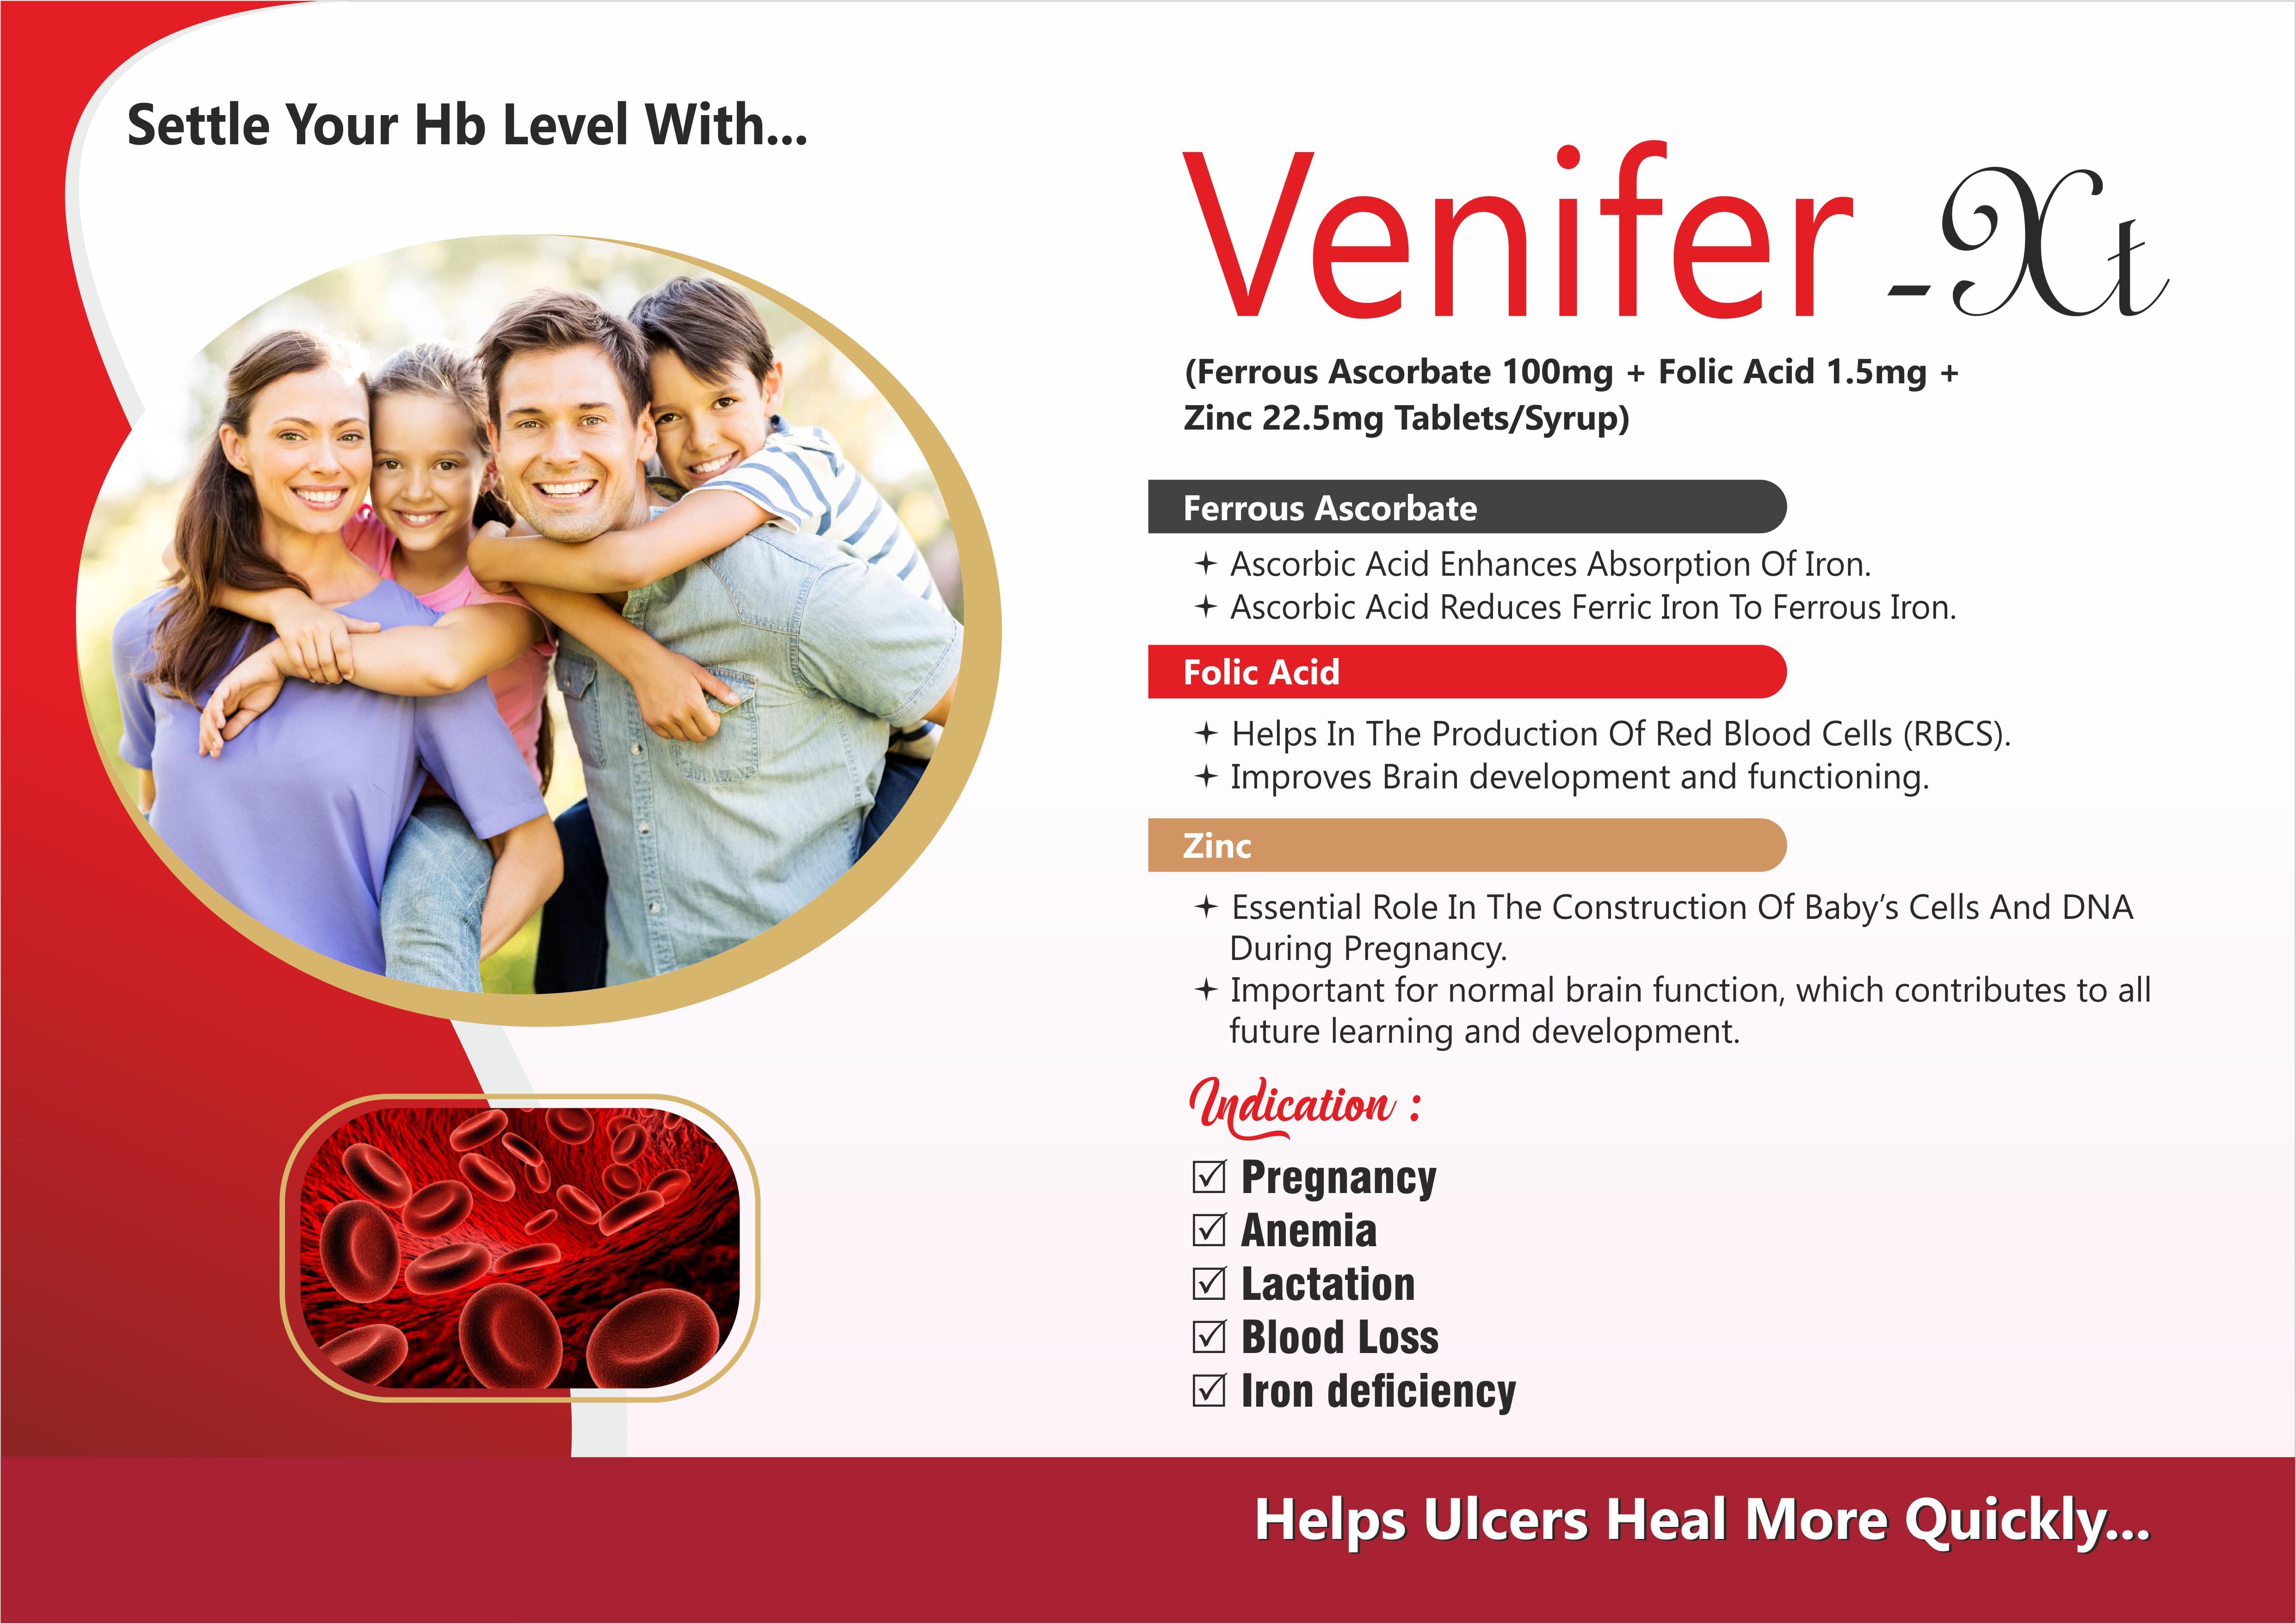 Settle Your Hb Level With...
Venifer-Xt
(Ferrous Ascorbate 100mg + Folic Acid 1.5mg +
Zinc 22.5mg Tablets/Syrup)
Ferrous Ascorbate
Ascorbic Acid Enhances Absorption Of Iron.
Ascorbic Acid Reduces Ferric Iron To Ferrous Iron.
Folic Acid
Helps In The Production Of Red Blood Cells (RBCS).
Improves Brain development and functioning.
Zinc
Essential Role In The Construction Of Baby’s Cells And DNA
During Pregnancy.
Important for normal brain function, which contributes to all
future learning and development.
Indication :
☑ Pregnancy
☑ Anemia
☑ Lactation
☑ Blood Loss
☑ Iron deficiency
Helps Ulcers Heal More Quickly...